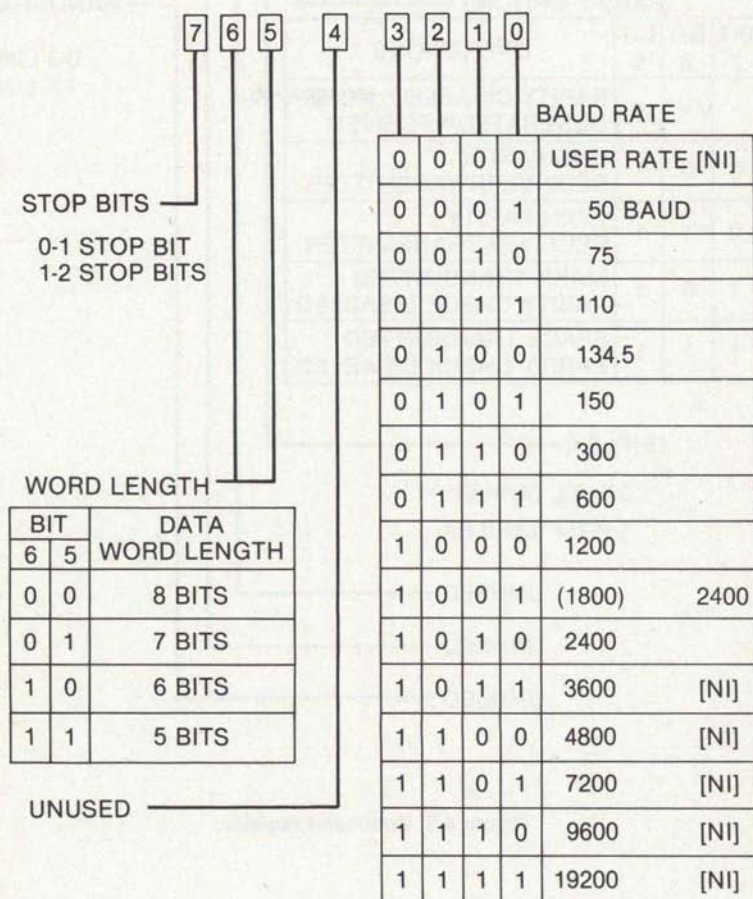 7 6 5 4 3 2 1 0
BAUD RATE
0 0 0 0 USER RATE [NI]
0 0 0 1 50 BAUD
0 0 1 0 75
0 0 1 1 110
0 1 0 0 134.5
0 1 0 1 150
0 1 1 0 300
0 1 1 1 600
1 0 0 0 1200
1 0 0 1 (1800) 2400
1 0 1 0 2400
1 0 1 1 3600 [NI]
1 1 0 0 4800 [NI]
1 1 0 1 7200 [NI]
1 1 1 0 9600 [NI]
1 1 1 1 19200 [NI]
STOP BITS
0-1 STOP BIT
1-2 STOP BITS
WORD LENGTH
BIT DATA
6 5 WORD LENGTH
0 0 8 BITS
0 1 7 BITS
1 0 6 BITS
1 1 5 BITS
UNUSED